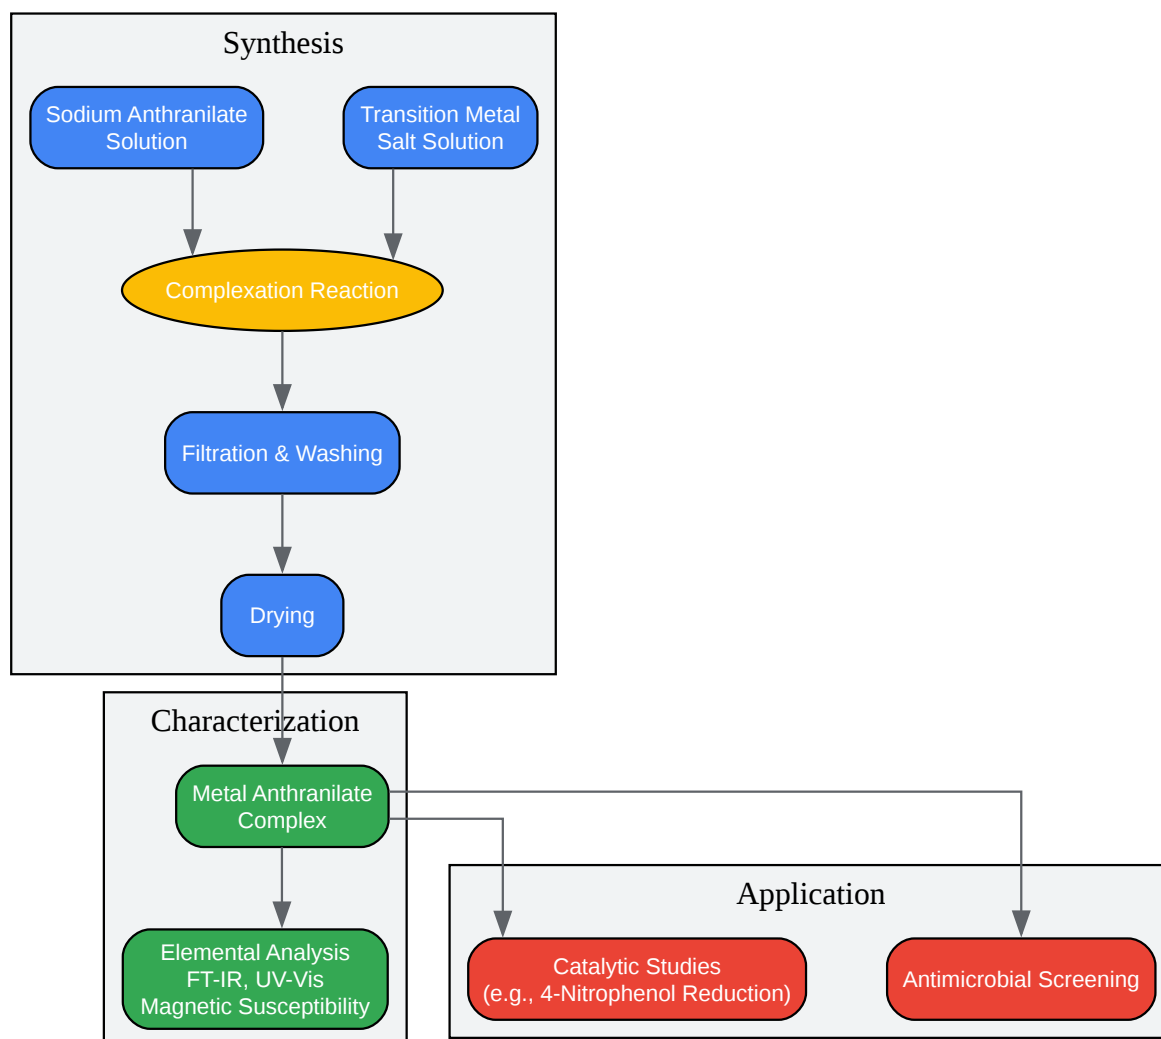 Synthesis
Sodium Anthranilate
Solution
Transition Metal
Salt Solution
Complexation Reaction
Filtration & Washing
Drying
Characterization
Metal Anthranilate
Complex
Elemental Analysis
FT-IR, UV-Vis
Magnetic Susceptibility
Application
Catalytic Studies
(e.g., 4-Nitrophenol Reduction)
Antimicrobial Screening